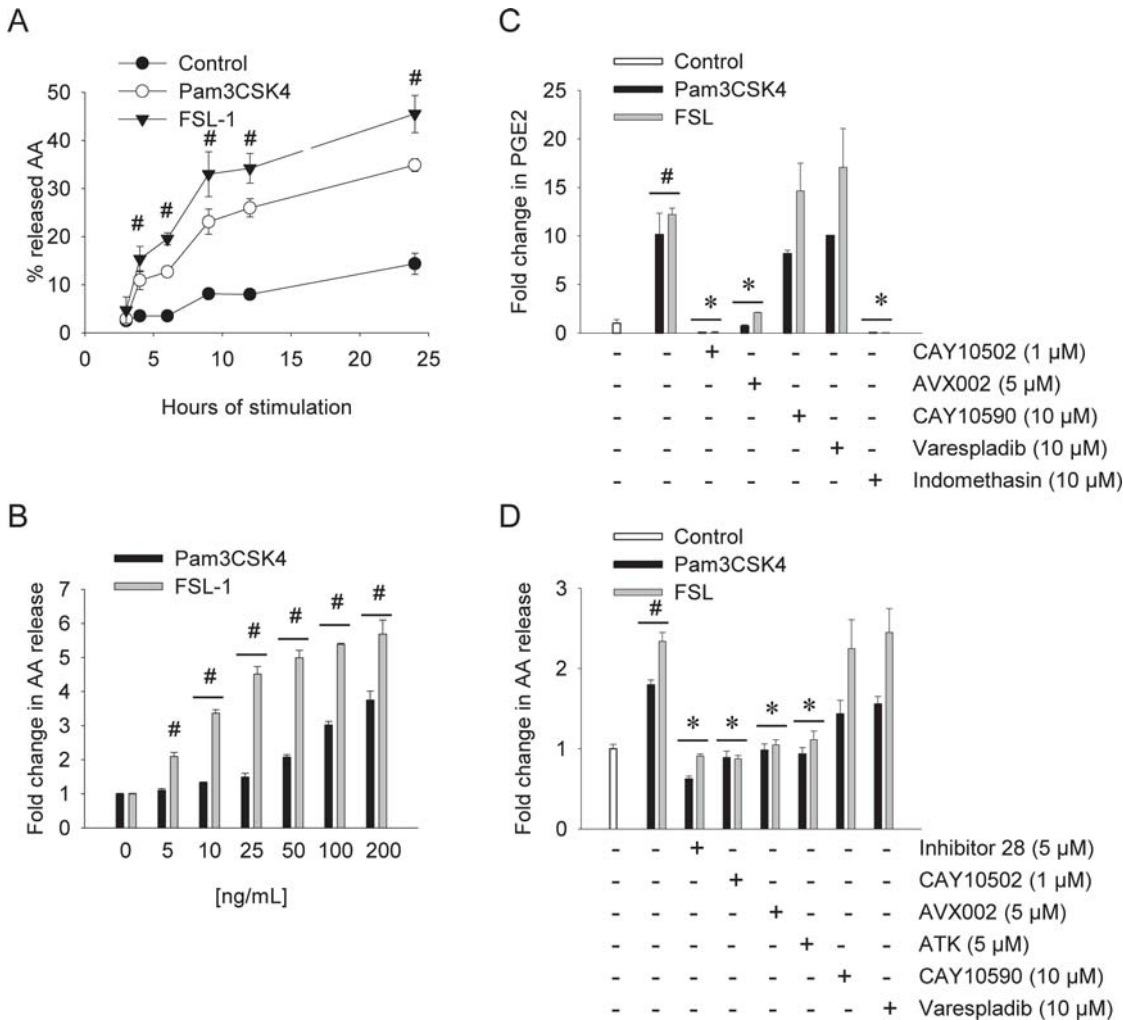 A
Control
Pam3CSK4
FSL-1
#
#
#
#
#
60
50
40
30
20
10
0
% released AA
0 5 10 15 20 25
Hours of stimulation
B
Pam3CSK4
FSL-1
7
6
5
4
3
2
1
0
Fold change in AA release
#
#
#
#
#
#
0 5 10 25 50 100 200
[ng/mL]
C
Control
Pam3CSK4
FSL
25
20
15
10
5
0
Fold change in PGE2
#
*
*
*
- - + - - - - CAY10502 (1 µM)
- - - + - - - AVX002 (5 µM)
- - - - + - - CAY10590 (10 µM)
- - - - - + - Varespladib (10 µM)
- - - - - - + Indomethasin (10 µM)
D
Control
Pam3CSK4
FSL
3
2
1
0
Fold change in AA release
#
*
*
*
*
- - + - - - - - Inhibitor 28 (5 µM)
- - - + - - - - CAY10502 (1 µM)
- - - - + - - - AVX002 (5 µM)
- - - - - + - - ATK (5 µM)
- - - - - - + - CAY10590 (10 µM)
- - - - - - - + Varespladib (10 µM)